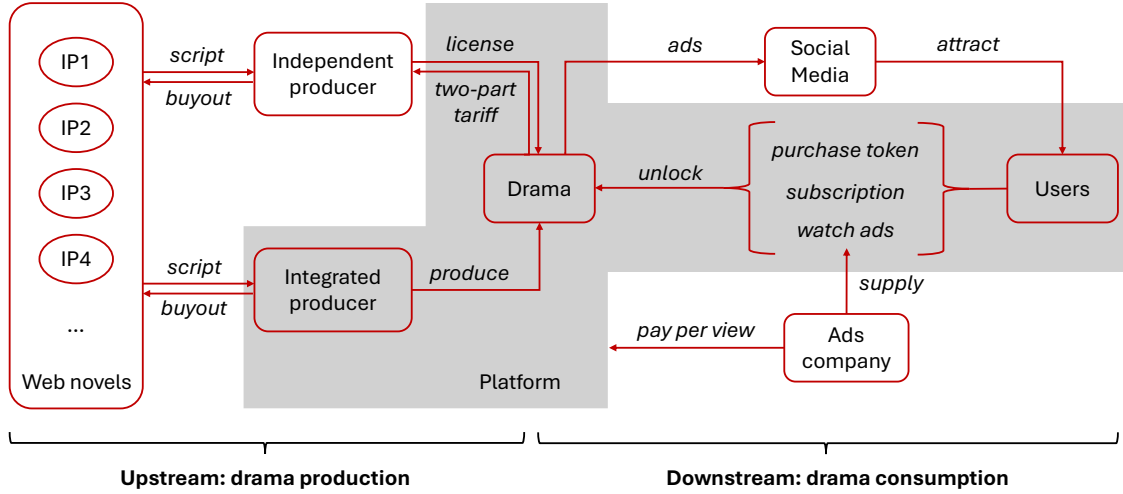 IP1
IP2
IP3
IP4
...
Web novels
script
buyout
Independent
producer
license
two-part
tariff
script
buyout
Integrated
producer
produce
Platform
Drama
ads
Social
Media
attract
unlock
purchase token
subscription
watch ads
Users
supply
pay per view
Ads
company
Upstream: drama production
Downstream: drama consumption